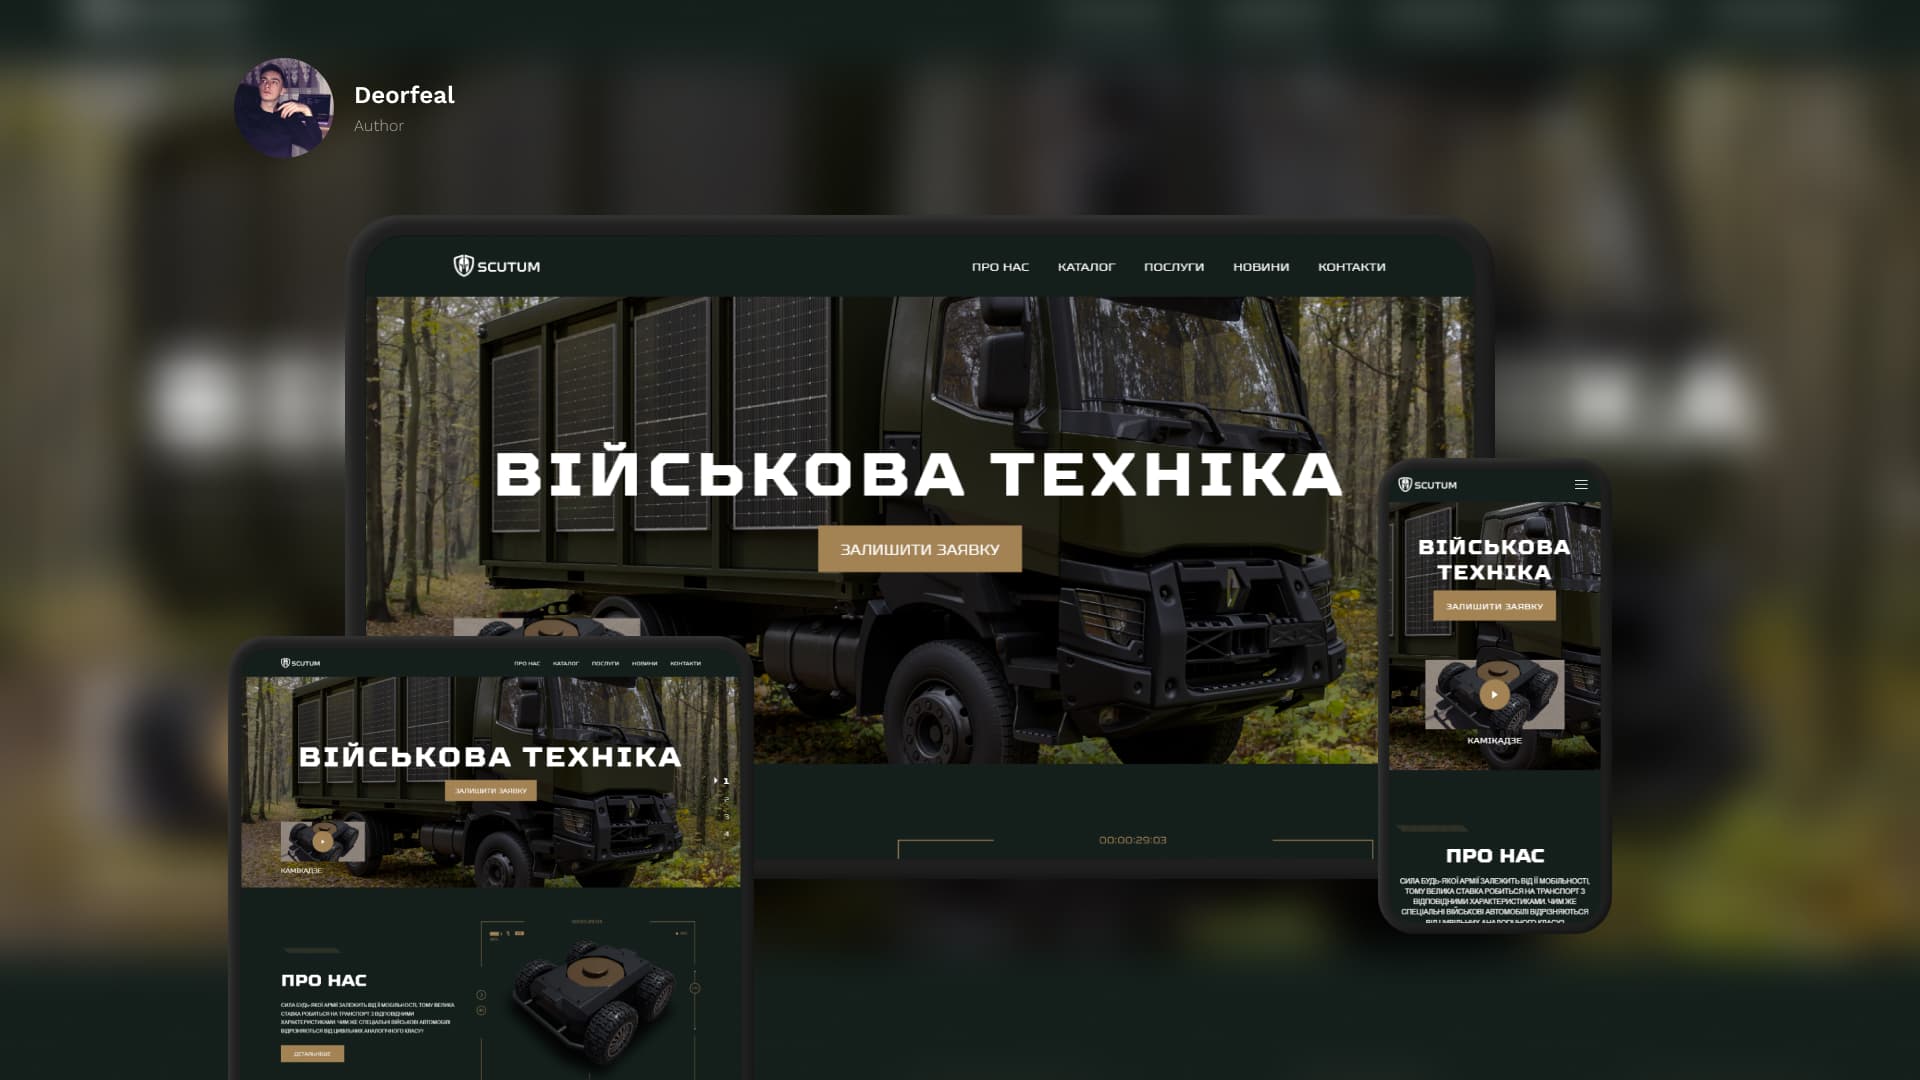 Deorfeal
Author
SCUTUM
ПРО НАС
КАТАЛОГ
ПОСЛУГИ
НОВИНИ
КОНТАКТИ
ВІЙСЬКОВА ТЕХНІКА
ЗАЛИШИТИ ЗАЯВКУ
00:00:29:03
SCUTUM
ПРО НАС
КАТАЛОГ
ПОСЛУГИ
НОВИНИ
КОНТАКТИ
ВІЙСЬКОВА ТЕХНІКА
ЗАЛИШИТИ ЗАЯВКУ
1
2
3
4
КАМІКАДЗЕ
ПРО НАС
СИЛА БУДЬ-ЯКОЇ АРМІЇ ЗАЛЕЖИТЬ ВІД ЇЇ МОБІЛЬНОСТІ, ТОМУ ВЕЛИКА
СТАВКА РОБИТЬСЯ НА ТРАНСПОРТ З ВІДПОВІДНИМИ
ХАРАКТЕРИСТИКАМИ. ЧИМ ЖЕ СПЕЦІАЛЬНІ ВІЙСЬКОВІ АВТОМОБІЛІ
ВІДРІЗНЯЮТЬСЯ ВІД ЦИВІЛЬНИХ АНАЛОГІЧНОГО КЛАСУ?
ДЕТАЛЬНІШЕ
SCUTUM
ВІЙСЬКОВА
ТЕХНІКА
ЗАЛИШИТИ ЗАЯВКУ
КАМІКАДЗЕ
ПРО НАС
СИЛА БУДЬ-ЯКОЇ АРМІЇ ЗАЛЕЖИТЬ ВІД ЇЇ МОБІЛЬНОСТІ,
ТОМУ ВЕЛИКА СТАВКА РОБИТЬСЯ НА ТРАНСПОРТ З
ВІДПОВІДНИМИ ХАРАКТЕРИСТИКАМИ. ЧИМ ЖЕ
СПЕЦІАЛЬНІ ВІЙСЬКОВІ АВТОМОБІЛІ ВІДРІЗНЯЮТЬСЯ
ВІД ЦИВІЛЬНИХ АНАЛОГІЧНОГО КЛАСУ?